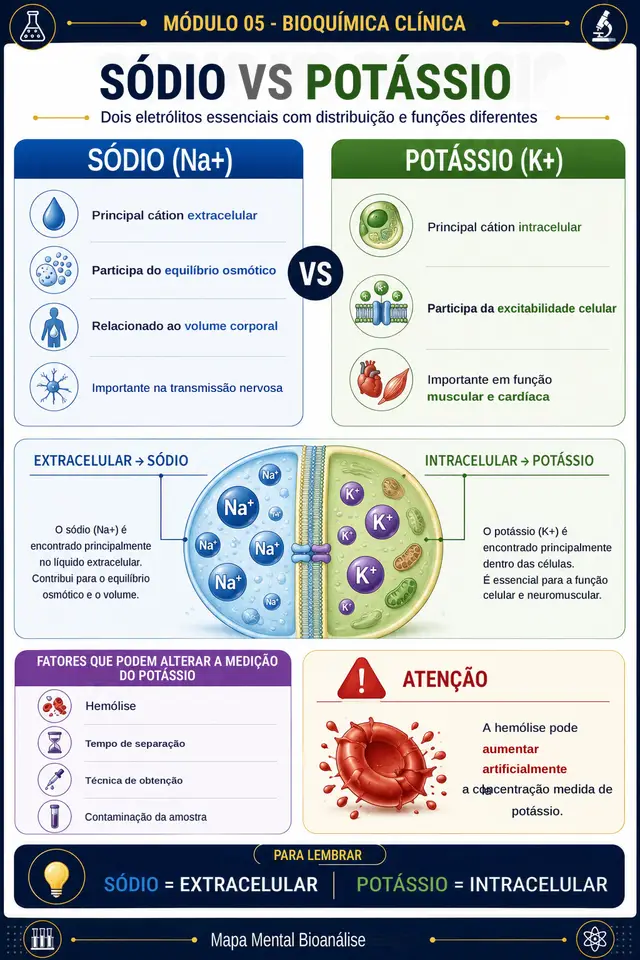 MÓDULO 05 - BIOQUÍMICA CLÍNICA
SÓDIO VS POTÁSSIO
Dois eletrólitos essenciais com distribuição e funções diferentes
SÓDIO (Na+)
Principal cátion extracelular
Participa do equilíbrio osmótico
Relacionado ao volume corporal
Importante na transmissão nervosa
VS
POTÁSSIO (K+)
Principal cátion intracelular
K+ K+ K+
Participa da excitabilidade celular
Importante em função
muscular e cardíaca
EXTRACELULAR → SÓDIO
O sódio (Na+) é
encontrado principalmente
no líquido extracelular.
Contribui para o equilíbrio
osmótico e o volume.
Na+
Na+
Na+
Na+
Na+
Na+
Na+
K+
K+
K+
K+
K+
INTRACELULAR → POTÁSSIO
O potássio (K+) é
encontrado principalmente
dentro das células.
É essencial para a função
celular e neuromuscular.
FATORES QUE PODEM ALTERAR A MEDIÇÃO
DO POTÁSSIO
Hemólise
Tempo de separação
Técnica de obtenção
Contaminação da amostra
ATENÇÃO
A hemólise pode
aumentar
artificialmente
a concentração medida de
potássio.
PARA LEMBRAR
SÓDIO = EXTRACELULAR
POTÁSSIO = INTRACELULAR
Mapa Mental Bioanálise